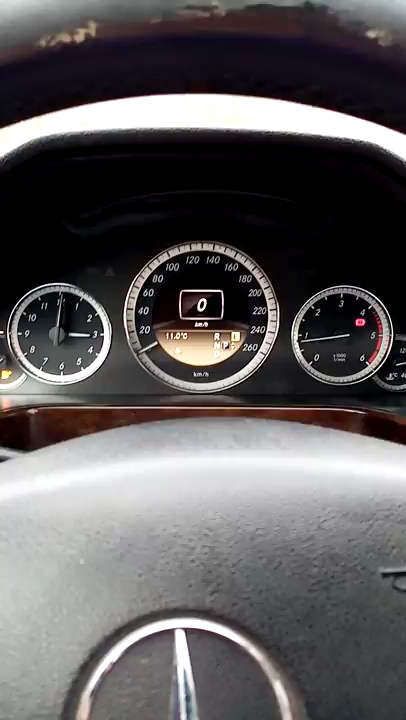 11 12 1
10 2
9 3
8 4
7 6 5
100 120 140 160
80 180
60 200
40 220
20 240
260
0
km/h
11.0°C
R
N P
D
km/h
0 1 2 3 4 5 6
x1000
1/min